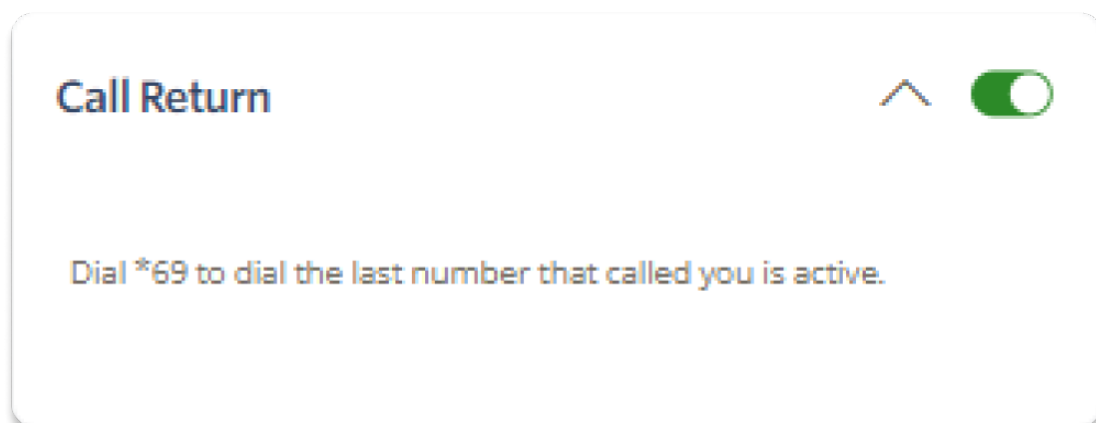 Call Return
Dial *69 to dial the last number that called you is active.